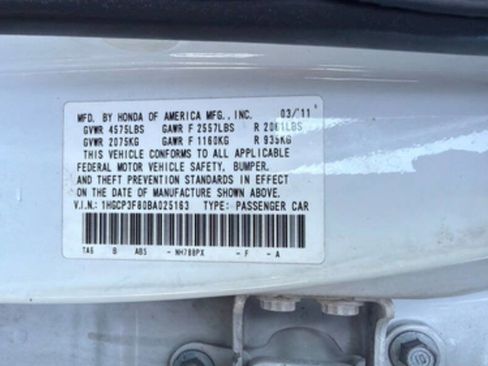 MFD. BY HONDA OF AMERICA MFG., INC. 03/'11
GVWR 4575LBS GAWR F 2557LBS R 2061LBS
GVWR 2075KG GAWR F 1160KG R 935KG
THIS VEHICLE CONFORMS TO ALL APPLICABLE
FEDERAL MOTOR VEHICLE SAFETY, BUMPER,
AND THEFT PREVENTION STANDARDS IN EFFECT
ON THE DATE OF MANUFACTURE SHOWN ABOVE.
V.I.N.: 1HGCP3F80BA025163 TYPE: PASSENGER CAR
TA6 B AB5 - NH788PX - F - A